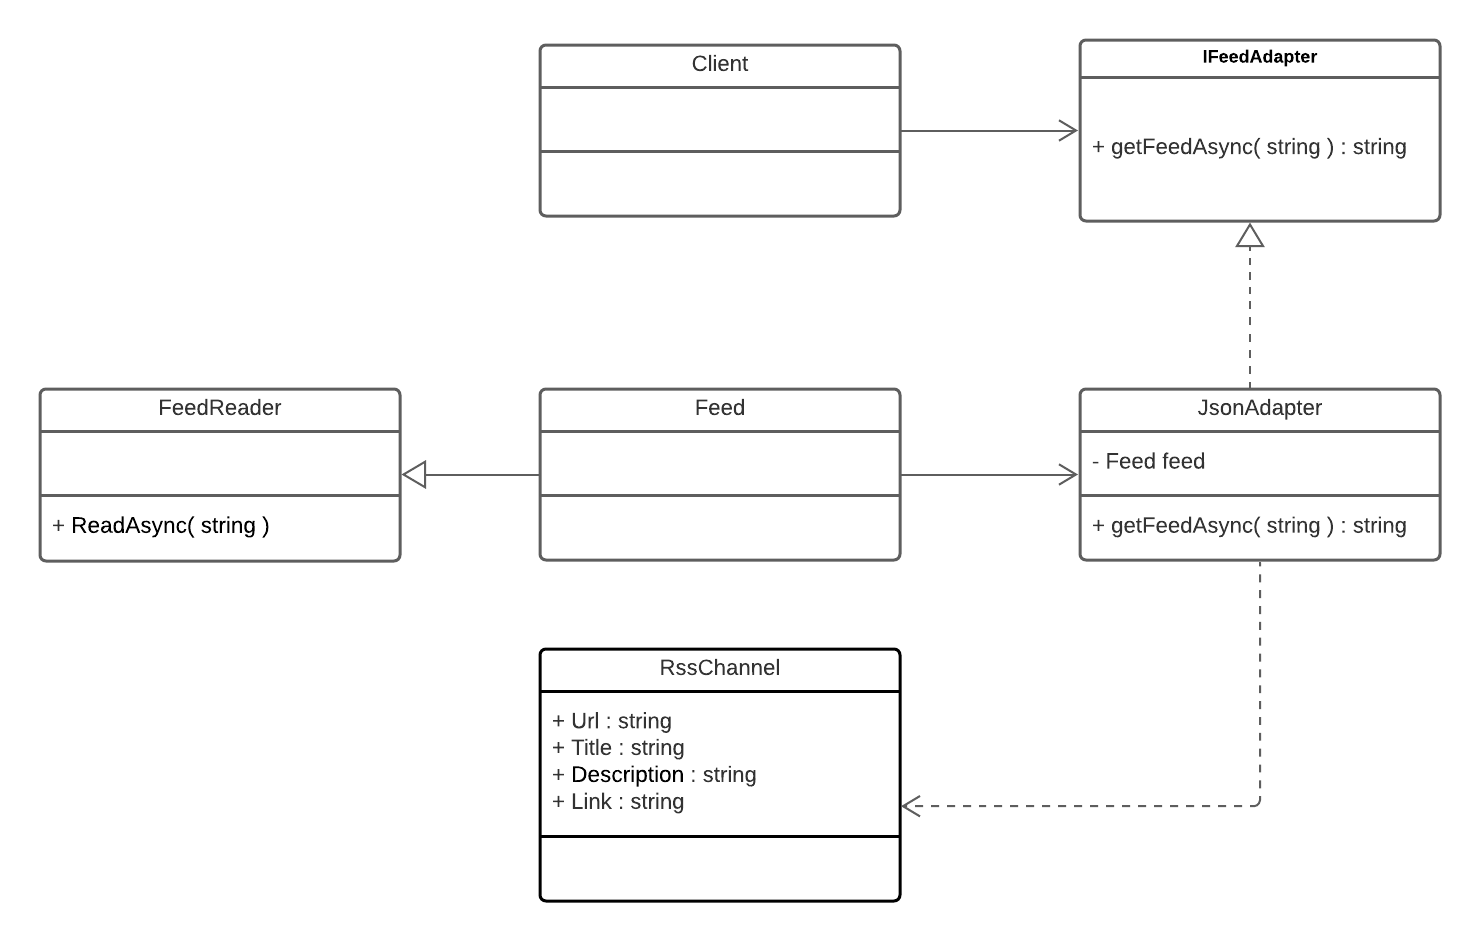 Client
IFeedAdapter
+ getFeedAsync( string ) : string
FeedReader
+ ReadAsync( string )
Feed
JsonAdapter
- Feed feed
+ getFeedAsync( string ) : string
RssChannel
+ Url : string
+ Title : string
+ Description : string
+ Link : string